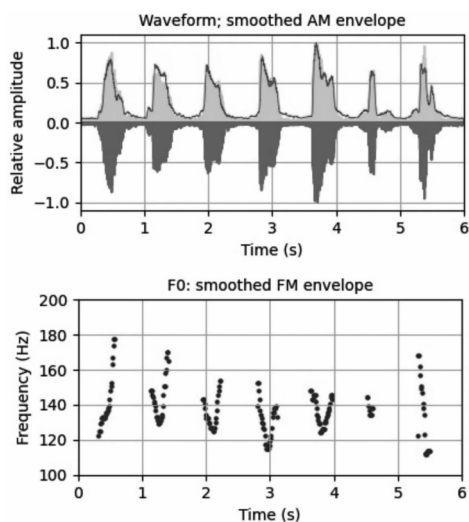 Waveform; smoothed AM envelope
Relative amplitude
1.0
0.5
0.0
−0.5
−1.0
0 1 2 3 4 5 6
Time (s)
F0: smoothed FM envelope
Frequency (Hz)
200
180
160
140
120
100
0 1 2 3 4 5 6
Time (s)